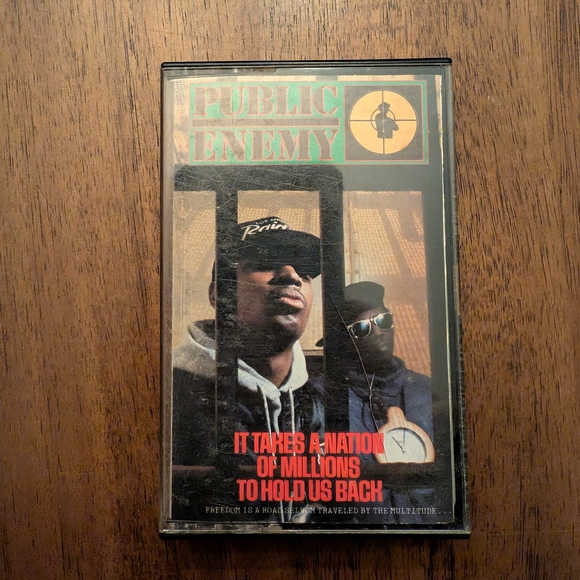 PUBLIC
ENEMY
Raiders
IT TAKES A NATION
OF MILLIONS
TO HOLD US BACK
FREEDOM IS A ROAD SELDOM TRAVELED BY THE MULTITUDE...